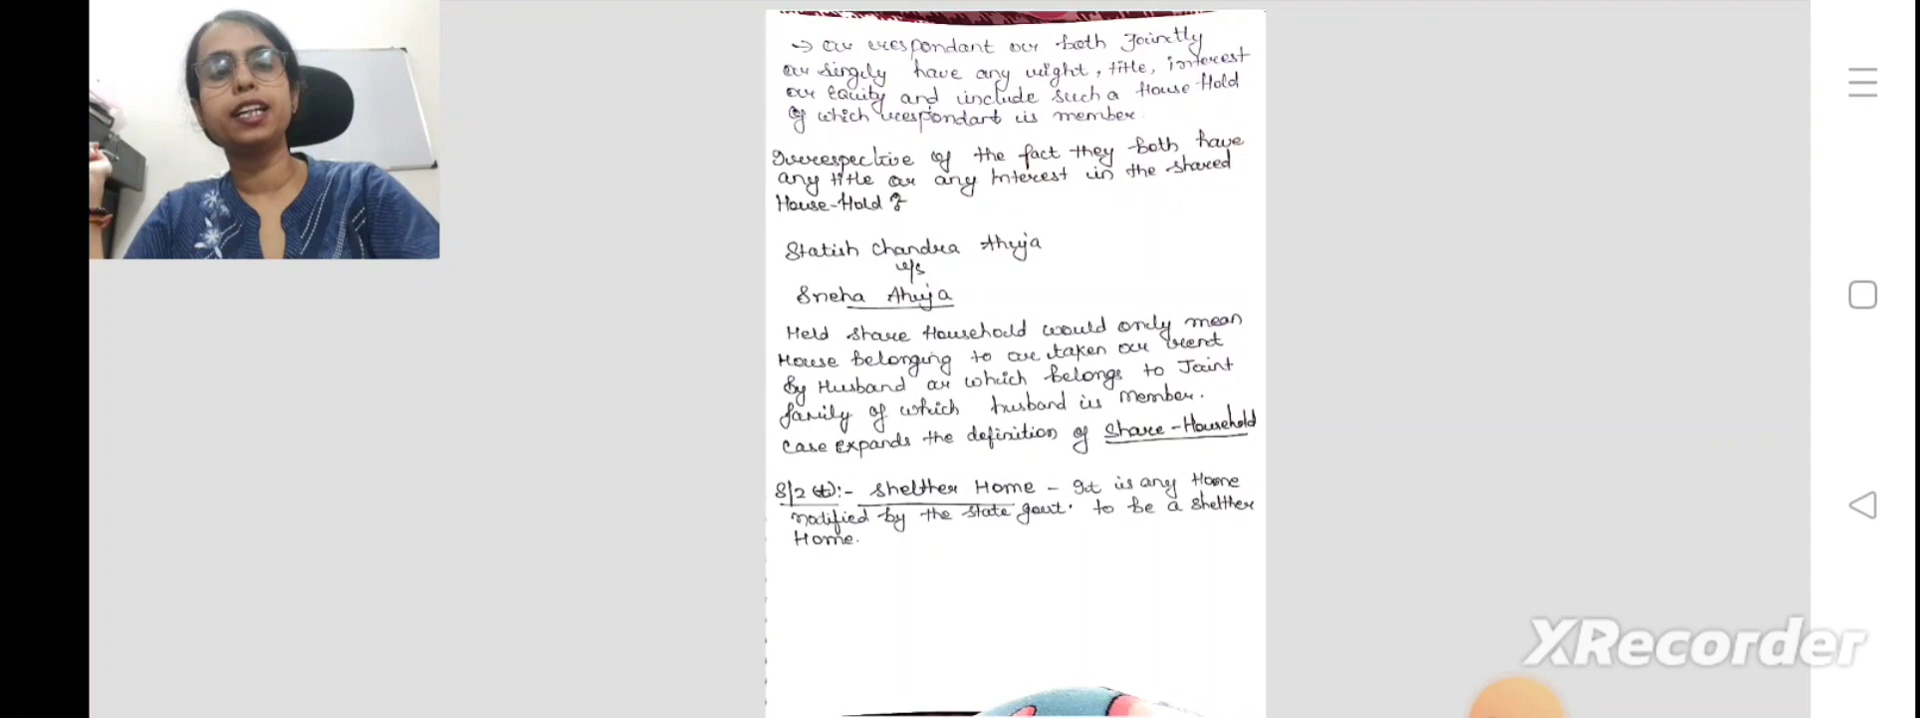 → or respondant or both Jointly
or singely have any right, title, interest
or Equity and include such a House-Hold
of which respondart is member.
Irrespective of the fact they both have
any title or any Interest in the shared
House-Hold ?
Statish Chandra Ahuja
v/s
Sneha Ahuja
Held share Household would only mean
House belonging to or taken our rent
By Husband or which belongs to Joint
family of which husband is member.
Case Expands the definition of Share-Household
S/2 (t):- Shelther Home - It is any Home
notified by the state govt. to be a Shelther
Home.
XRecorder